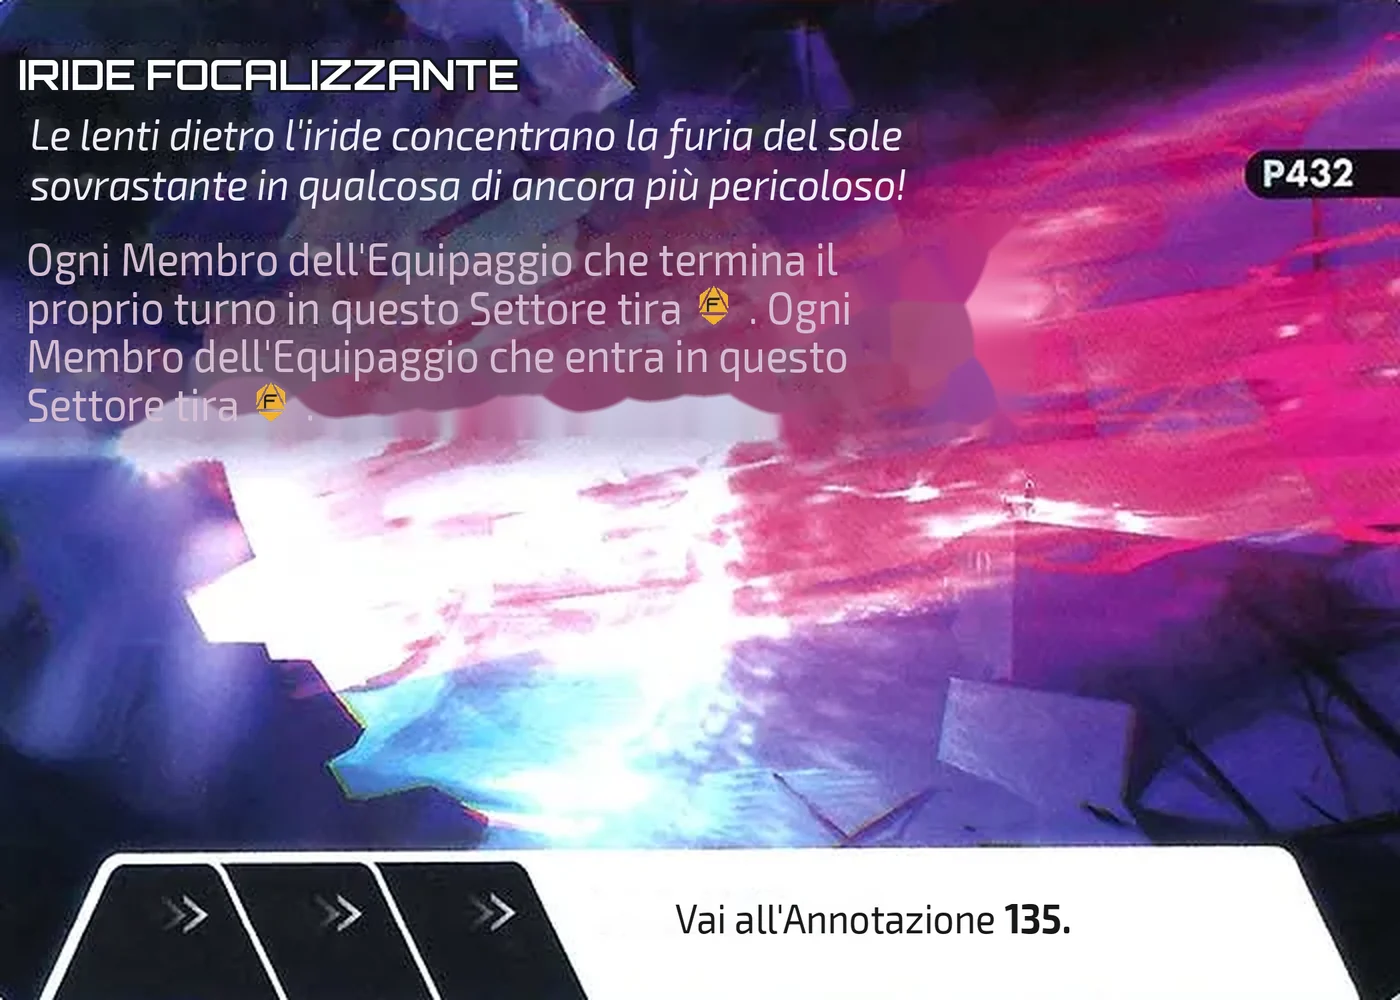 IRIDE FOCALIZZANTE
Le lenti dietro l'iride concentrano la furia del sole
sovrastante in qualcosa di ancora più pericoloso!
P432
Ogni Membro dell'Equipaggio che termina il
proprio turno in questo Settore tira F . Ogni
Membro dell'Equipaggio che entra in questo
Settore tira F .
Vai all'Annotazione 135.